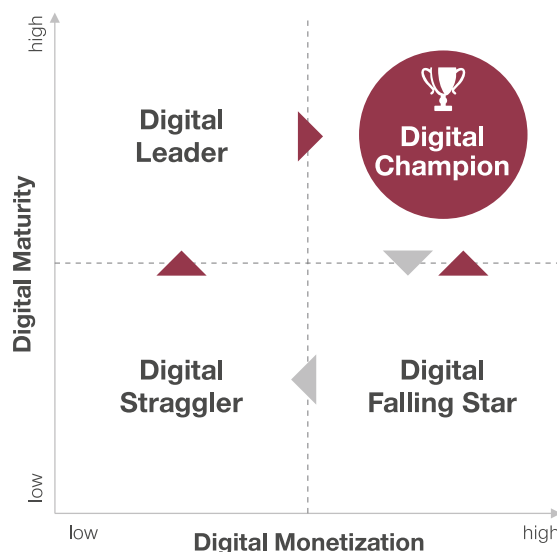 high
Digital
Leader
Digital
Champion
Digital Maturity
Digital
Straggler
Digital
Falling Star
low
low
Digital Monetization
high